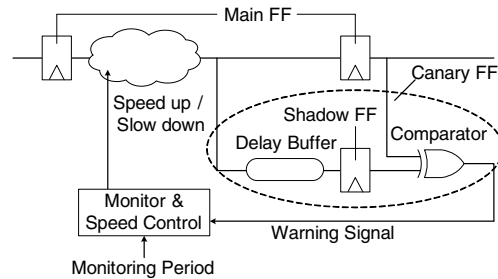 Main FF
Canary FF
Speed up /
Slow down
Shadow FF
Comparator
Delay Buffer
Monitor &
Speed Control
Warning Signal
Monitoring Period